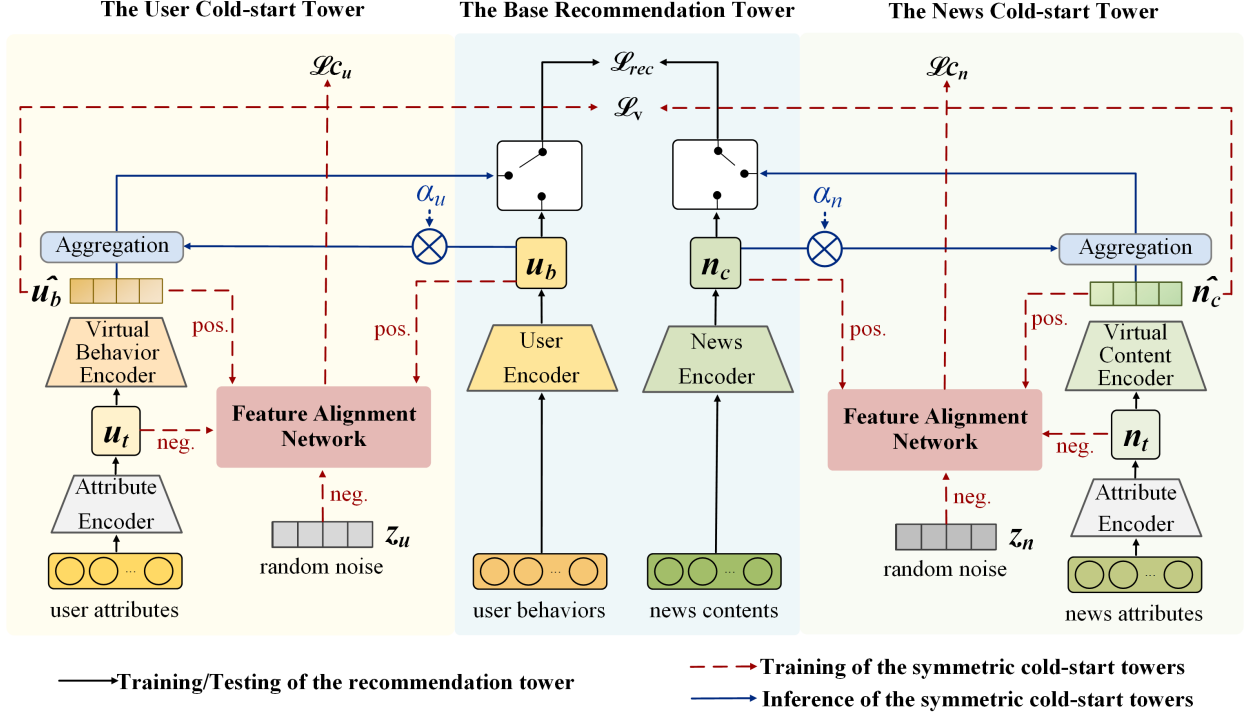 The User Cold-start Tower
The Base Recommendation Tower
The News Cold-start Tower
ℒc_u
ℒ_rec
ℒc_n
ℒ_v
α_u
α_n
Aggregation
Aggregation
u_b
n_c
û_b
n̂_c
pos.
pos.
pos.
pos.
Virtual
Behavior
Encoder
User
Encoder
News
Encoder
Virtual
Content
Encoder
Feature Alignment
Network
Feature Alignment
Network
u_t
neg.
neg.
n_t
Attribute
Encoder
neg.
neg.
Attribute
Encoder
z_u
z_n
random noise
random noise
...
...
...
...
user attributes
user behaviors
news contents
news attributes
Training/Testing of the recommendation tower
Training of the symmetric cold-start towers
Inference of the symmetric cold-start towers